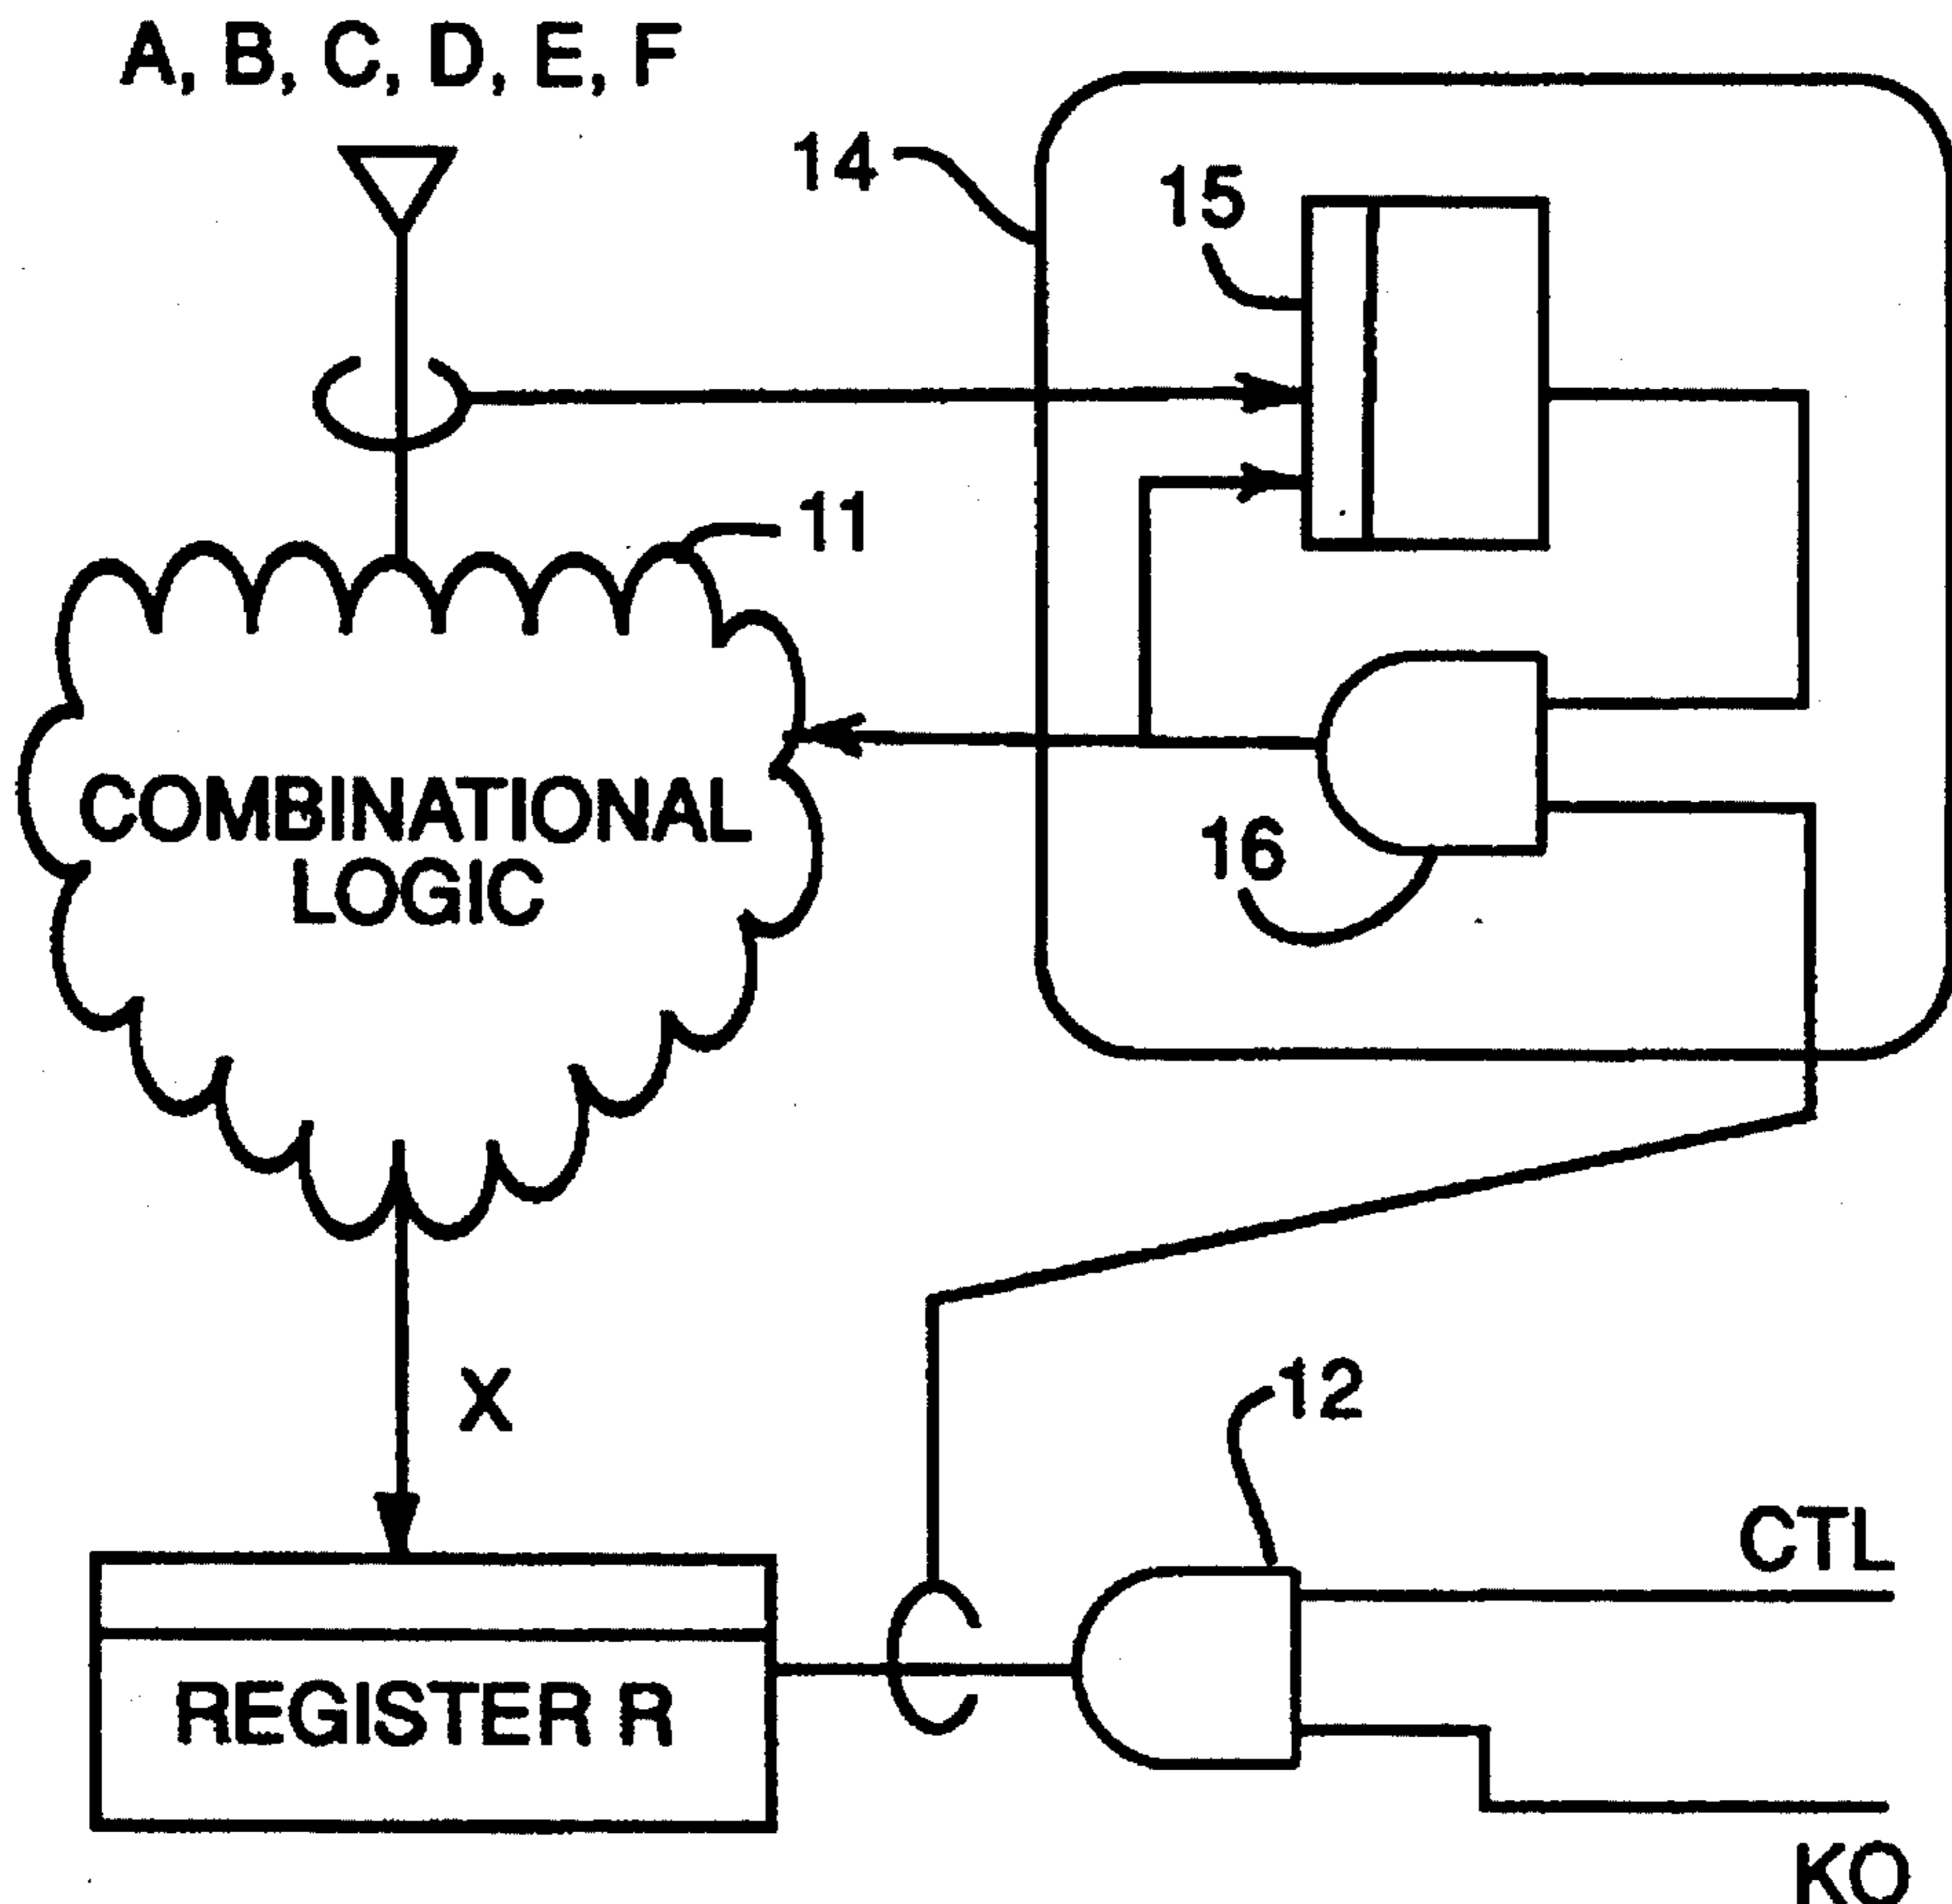 A, B, C, D, E, F
14
15
11
COMBINATIONAL
LOGIC
16
X
12
CTL
REGISTER R
KO